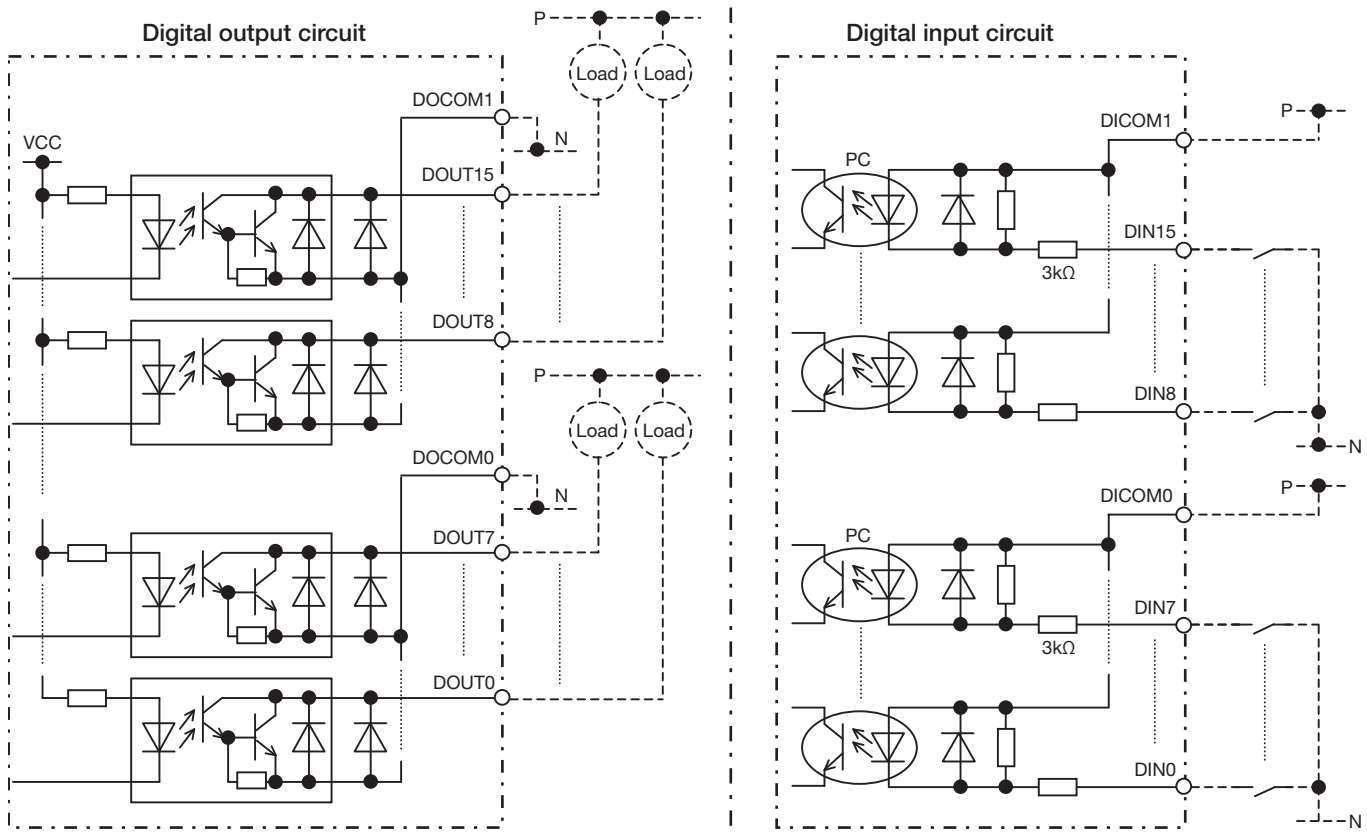 Digital output circuit
P
Load Load
DOCOM1
N
VCC
DOUT15
DOUT8
P
Load Load
DOCOM0
N
DOUT7
DOUT0
Digital input circuit
P
DICOM1
PC
DIN15
3kΩ
DIN8
N
P
DICOM0
PC
DIN7
3kΩ
DIN0
N